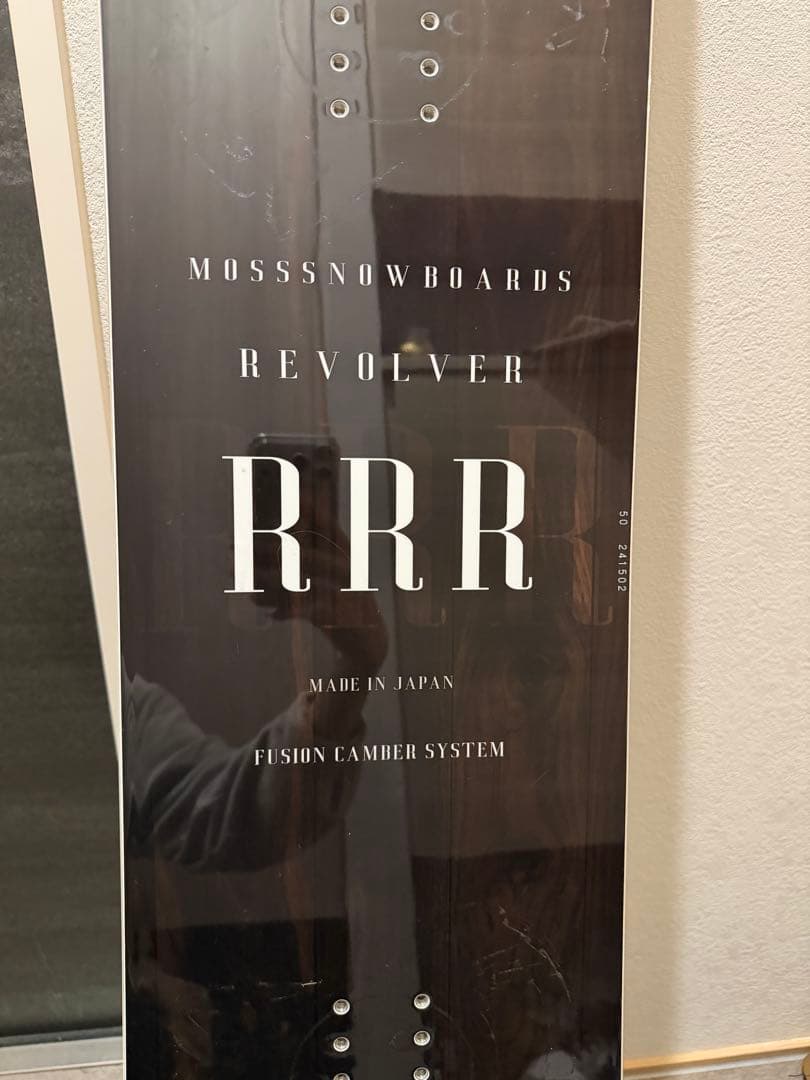 MOSSSNOWBOARDS
REVOLVER
RRR
50 241502
MADE IN JAPAN
FUSION CAMBER SYSTEM